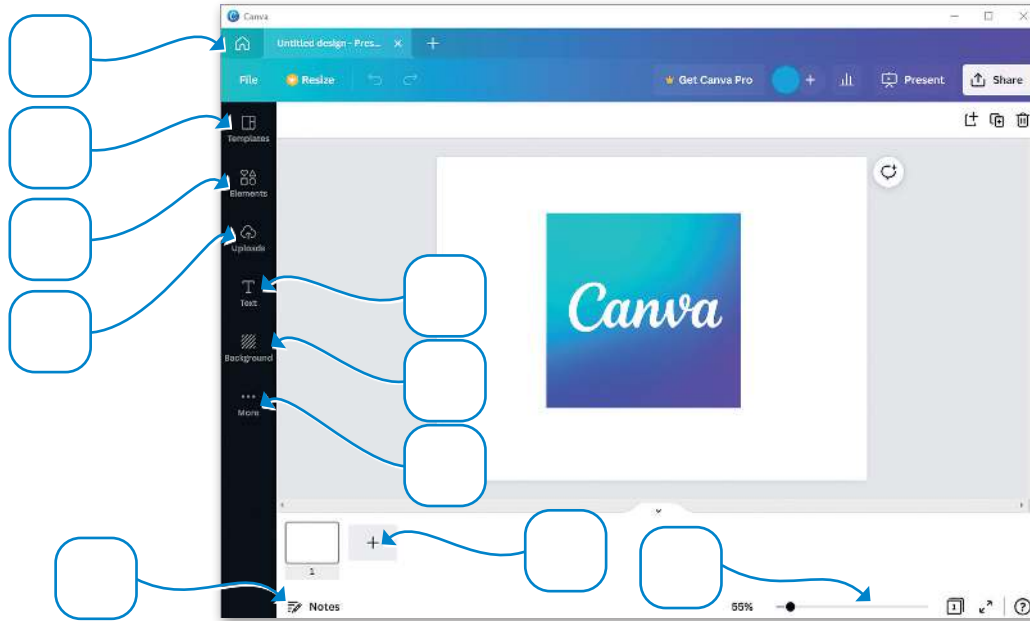 Canva
Untitled design - Pres...
File
Resize
Get Canva Pro
Present
Share
Templates
Elements
Uploads
Text
Background
More
Canva
1
Notes
55%
1